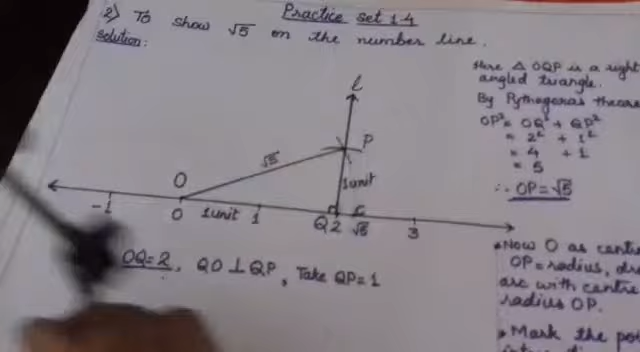 Practice set 1.4
2) To show √5 on the number line.
Solution:
Here △ OQP is a right
angled triangle.
By Pythagoras theore
OP² = OQ² + QP²
= 2² + 1²
= 4 + 1
= 5
∴ OP = √5
l
P
√5
1unit
O
-1 0 1unit 1 Q 2 √5 3
OQ=2, QO ⊥ QP, Take QP=1
Now O as centre
OP = radius, dra
arc with centre
radius OP.
Mark the po